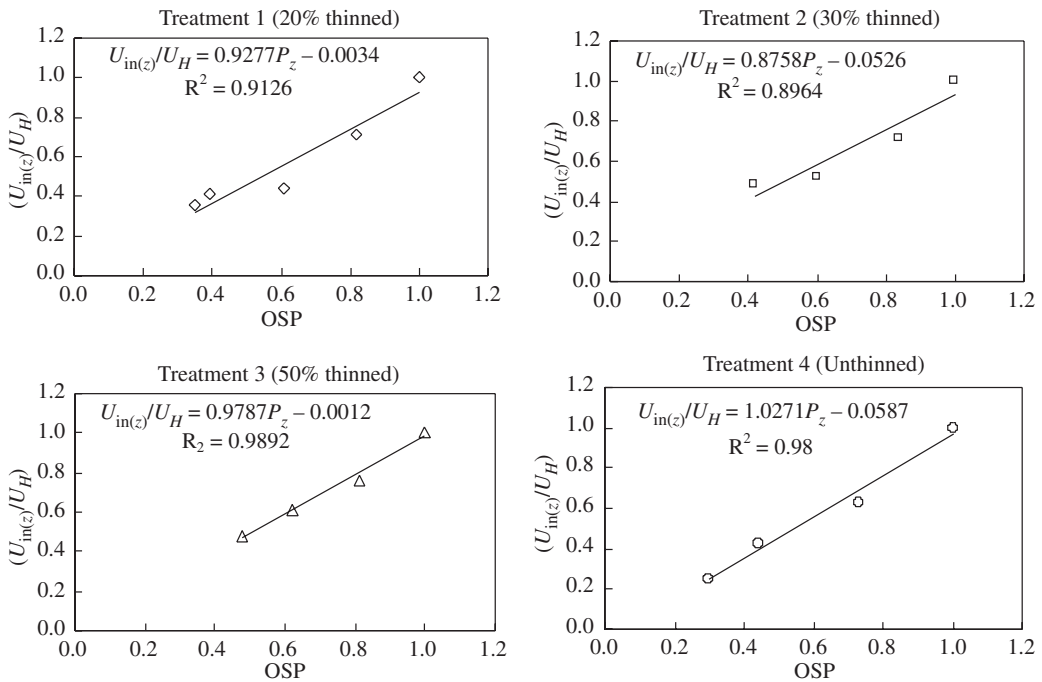 Treatment 1 (20% thinned)
U_in(z)/U_H = 0.9277P_z – 0.0034
R² = 0.9126
(U_in(z)/U_H)
1.2
1.0
0.8
0.6
0.4
0.2
0.0
0.0 0.2 0.4 0.6 0.8 1.0 1.2
OSP
Treatment 2 (30% thinned)
U_in(z)/U_H = 0.8758P_z – 0.0526
R² = 0.8964
(U_in(z)/U_H)
1.2
1.0
0.8
0.6
0.4
0.2
0.0
0.0 0.2 0.4 0.6 0.8 1.0 1.2
OSP
Treatment 3 (50% thinned)
U_in(z)/U_H = 0.9787P_z – 0.0012
R₂ = 0.9892
(U_in(z)/U_H)
1.2
1.0
0.8
0.6
0.4
0.2
0.0
0.0 0.2 0.4 0.6 0.8 1.0 1.2
OSP
Treatment 4 (Unthinned)
U_in(z)/U_H = 1.0271P_z – 0.0587
R² = 0.98
(U_in(z)/U_H)
1.2
1.0
0.8
0.6
0.4
0.2
0.0
0.0 0.2 0.4 0.6 0.8 1.0 1.2
OSP